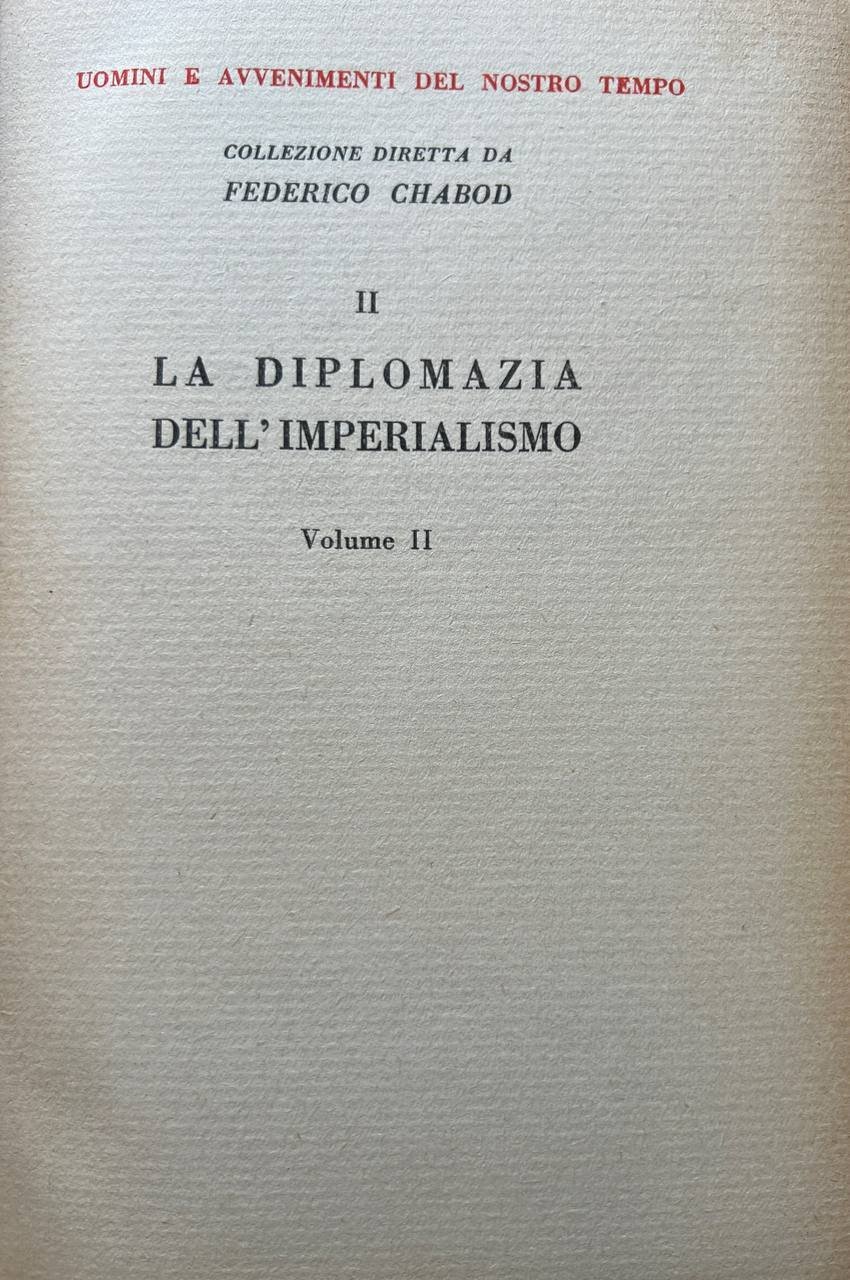 UOMINI E AVVENIMENTI DEL NOSTRO TEMPO
COLLEZIONE DIRETTA DA
FEDERICO CHABOD
II
LA DIPLOMAZIA
DELL'IMPERIALISMO
Volume II